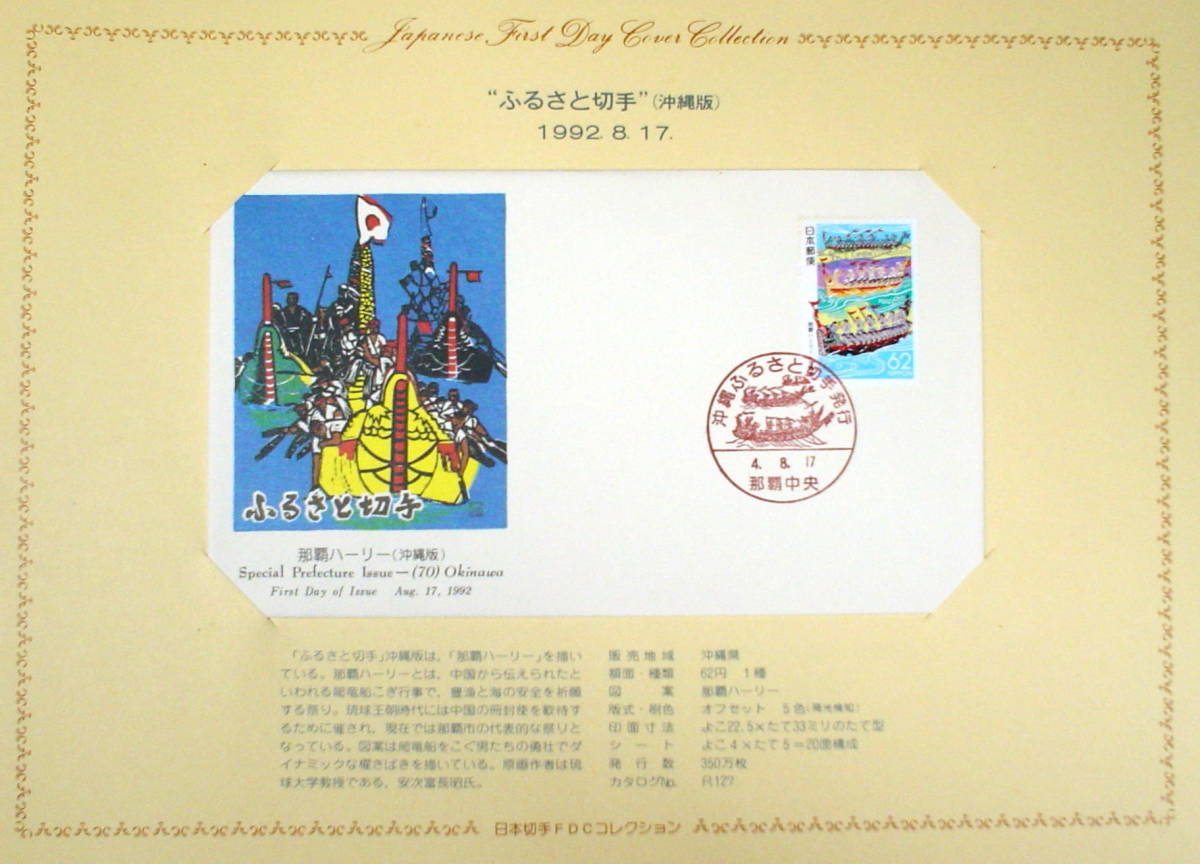 Japanese First Day Cover Collection
“ふるさと切手”(沖縄版)
1992. 8. 17.
日本郵便
62
NIPPON
沖縄ふるさと切手発行
4. 8. 17
那覇中央
ふるさと切手
那覇ハーリー(沖縄版)
Special Prefecture Issue—(70) Okinawa
First Day of Issue Aug. 17, 1992
「ふるさと切手」沖縄版は、「那覇ハーリー」を描い
ている。那覇ハーリーとは、中国から伝えられたと
いわれる爬竜船こぎ行事で、豊漁と海の安全を祈願
する祭り。琉球王朝時代には中国の冊封使を歓待す
るために催され、現在では那覇市の代表的な祭りと
なっている。図案は爬竜船をこぐ男たちの勇壮でダ
イナミックな櫂さばきを描いている。原画作者は琉
球大学教授である、安次富長昭氏。
販売地域 沖縄県
額面・種類 62円 1種
図案 那覇ハーリー
版式・刷色 オフセット 5色(発光検知)
印面寸法 よこ22.5×たて33ミリのたて型
シート よこ4×たて5=20面構成
発行数 350万枚
カタログNo. R127
日本切手FDCコレクション